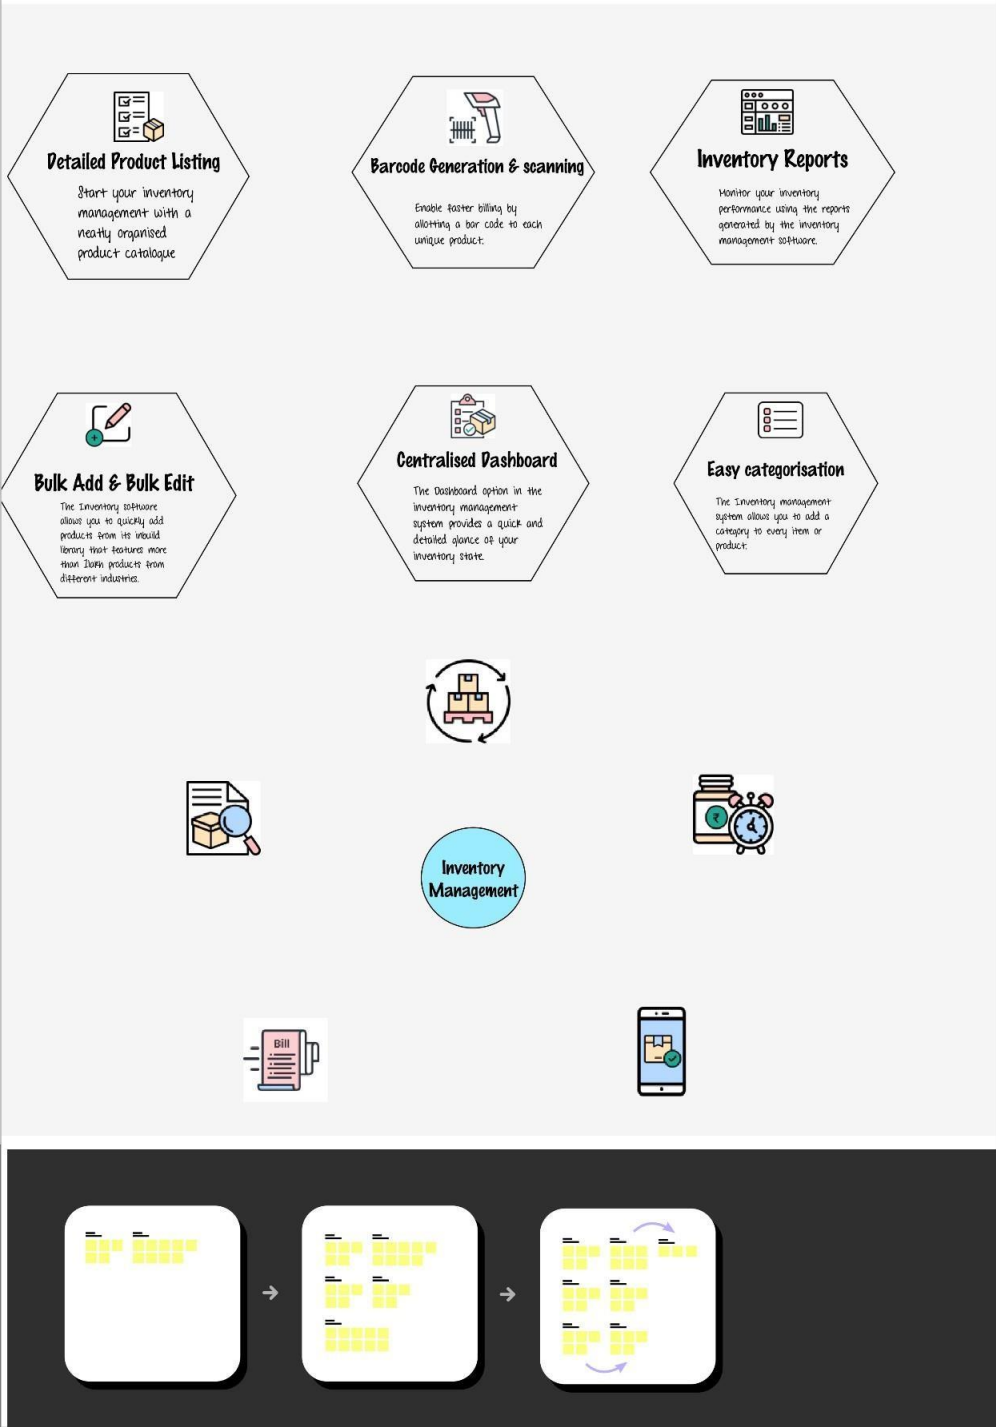 Detailed Product Listing
Start your inventory
management with a
neatly organised
product catalogue
Barcode Generation & scanning
Enable faster billing by
allotting a bar code to each
unique product.
Inventory Reports
Monitor your inventory
performance using the reports
generated by the inventory
management software.
Bulk Add & Bulk Edit
The Inventory software
allows you to quickly add
products from its inbuild
library that features more
than 2lakh products from
different industries.
Centralised Dashboard
The Dashboard option in the
inventory management
system provides a quick and
detailed glance of your
inventory state.
Easy categorisation
The Inventory management
system allows you to add a
category to every item or
product.
₹
Inventory
Management
Bill